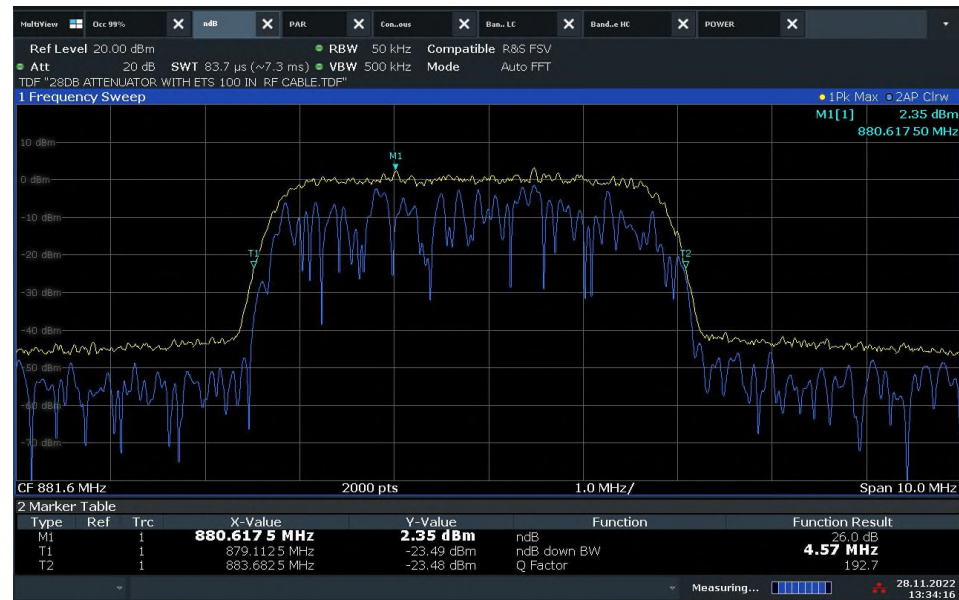 MultiView Occ 99% ndB PAR Con..ous Ban.. LC Band..e HC POWER
Ref Level 20.00 dBm RBW 50 kHz Compatible R&S FSV
Att 20 dB SWT 83.7 µs (~7.3 ms) VBW 500 kHz Mode Auto FFT
TDF "28DB ATTENUATOR WITH ETS 100 IN RF CABLE.TDF"
1 Frequency Sweep 1Pk Max 2AP Clrw
M1[1] 2.35 dBm
880.61750 MHz
10 dBm
M1
0 dBm
-10 dBm
-20 dBm
T1 T2
-30 dBm
-40 dBm
-50 dBm
-60 dBm
-70 dBm
CF 881.6 MHz 2000 pts 1.0 MHz/ Span 10.0 MHz
2 Marker Table
Type Ref Trc X-Value Y-Value Function Function Result
M1 1 880.617 5 MHz 2.35 dBm ndB 26.0 dB
T1 1 879.112 5 MHz -23.49 dBm ndB down BW 4.57 MHz
T2 1 883.682 5 MHz -23.48 dBm Q Factor 192.7
Measuring... 28.11.2022
13:34:16